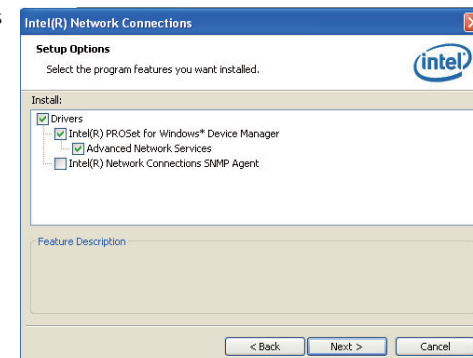 s
Intel(R) Network Connections
Setup Options
Select the program features you want installed.
intel
Install:
Drivers
Intel(R) PROSet for Windows* Device Manager
Advanced Network Services
Intel(R) Network Connections SNMP Agent
Feature Description
< Back
Next >
Cancel